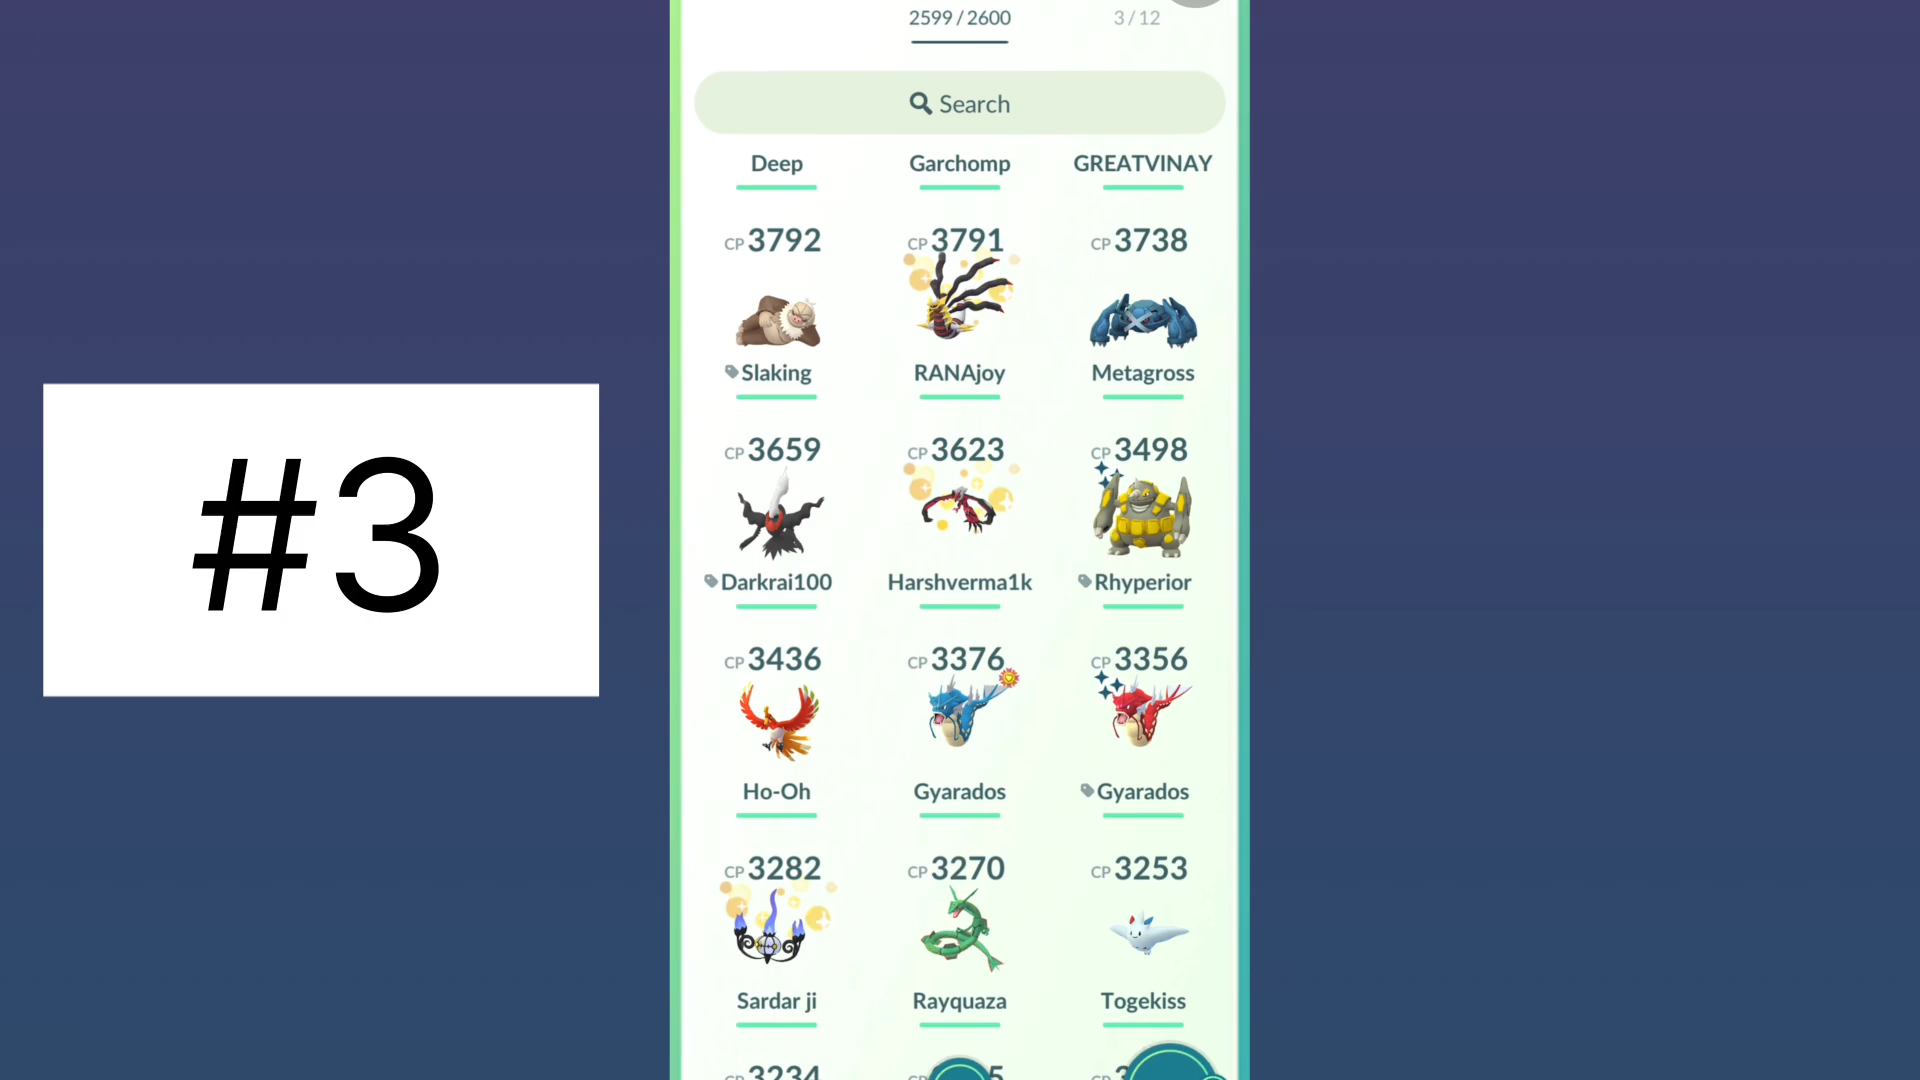 2599 / 2600
3 / 12
Search
Deep
Garchomp
GREATVINAY
CP 3792
CP 3791
CP 3738
Slaking
RANAjoy
Metagross
CP 3659
CP 3623
CP 3498
Darkrai100
Harshverma1k
Rhyperior
CP 3436
CP 3376
CP 3356
Ho-Oh
Gyarados
Gyarados
CP 3282
CP 3270
CP 3253
Sardar ji
Rayquaza
Togekiss
CP 3234
#3